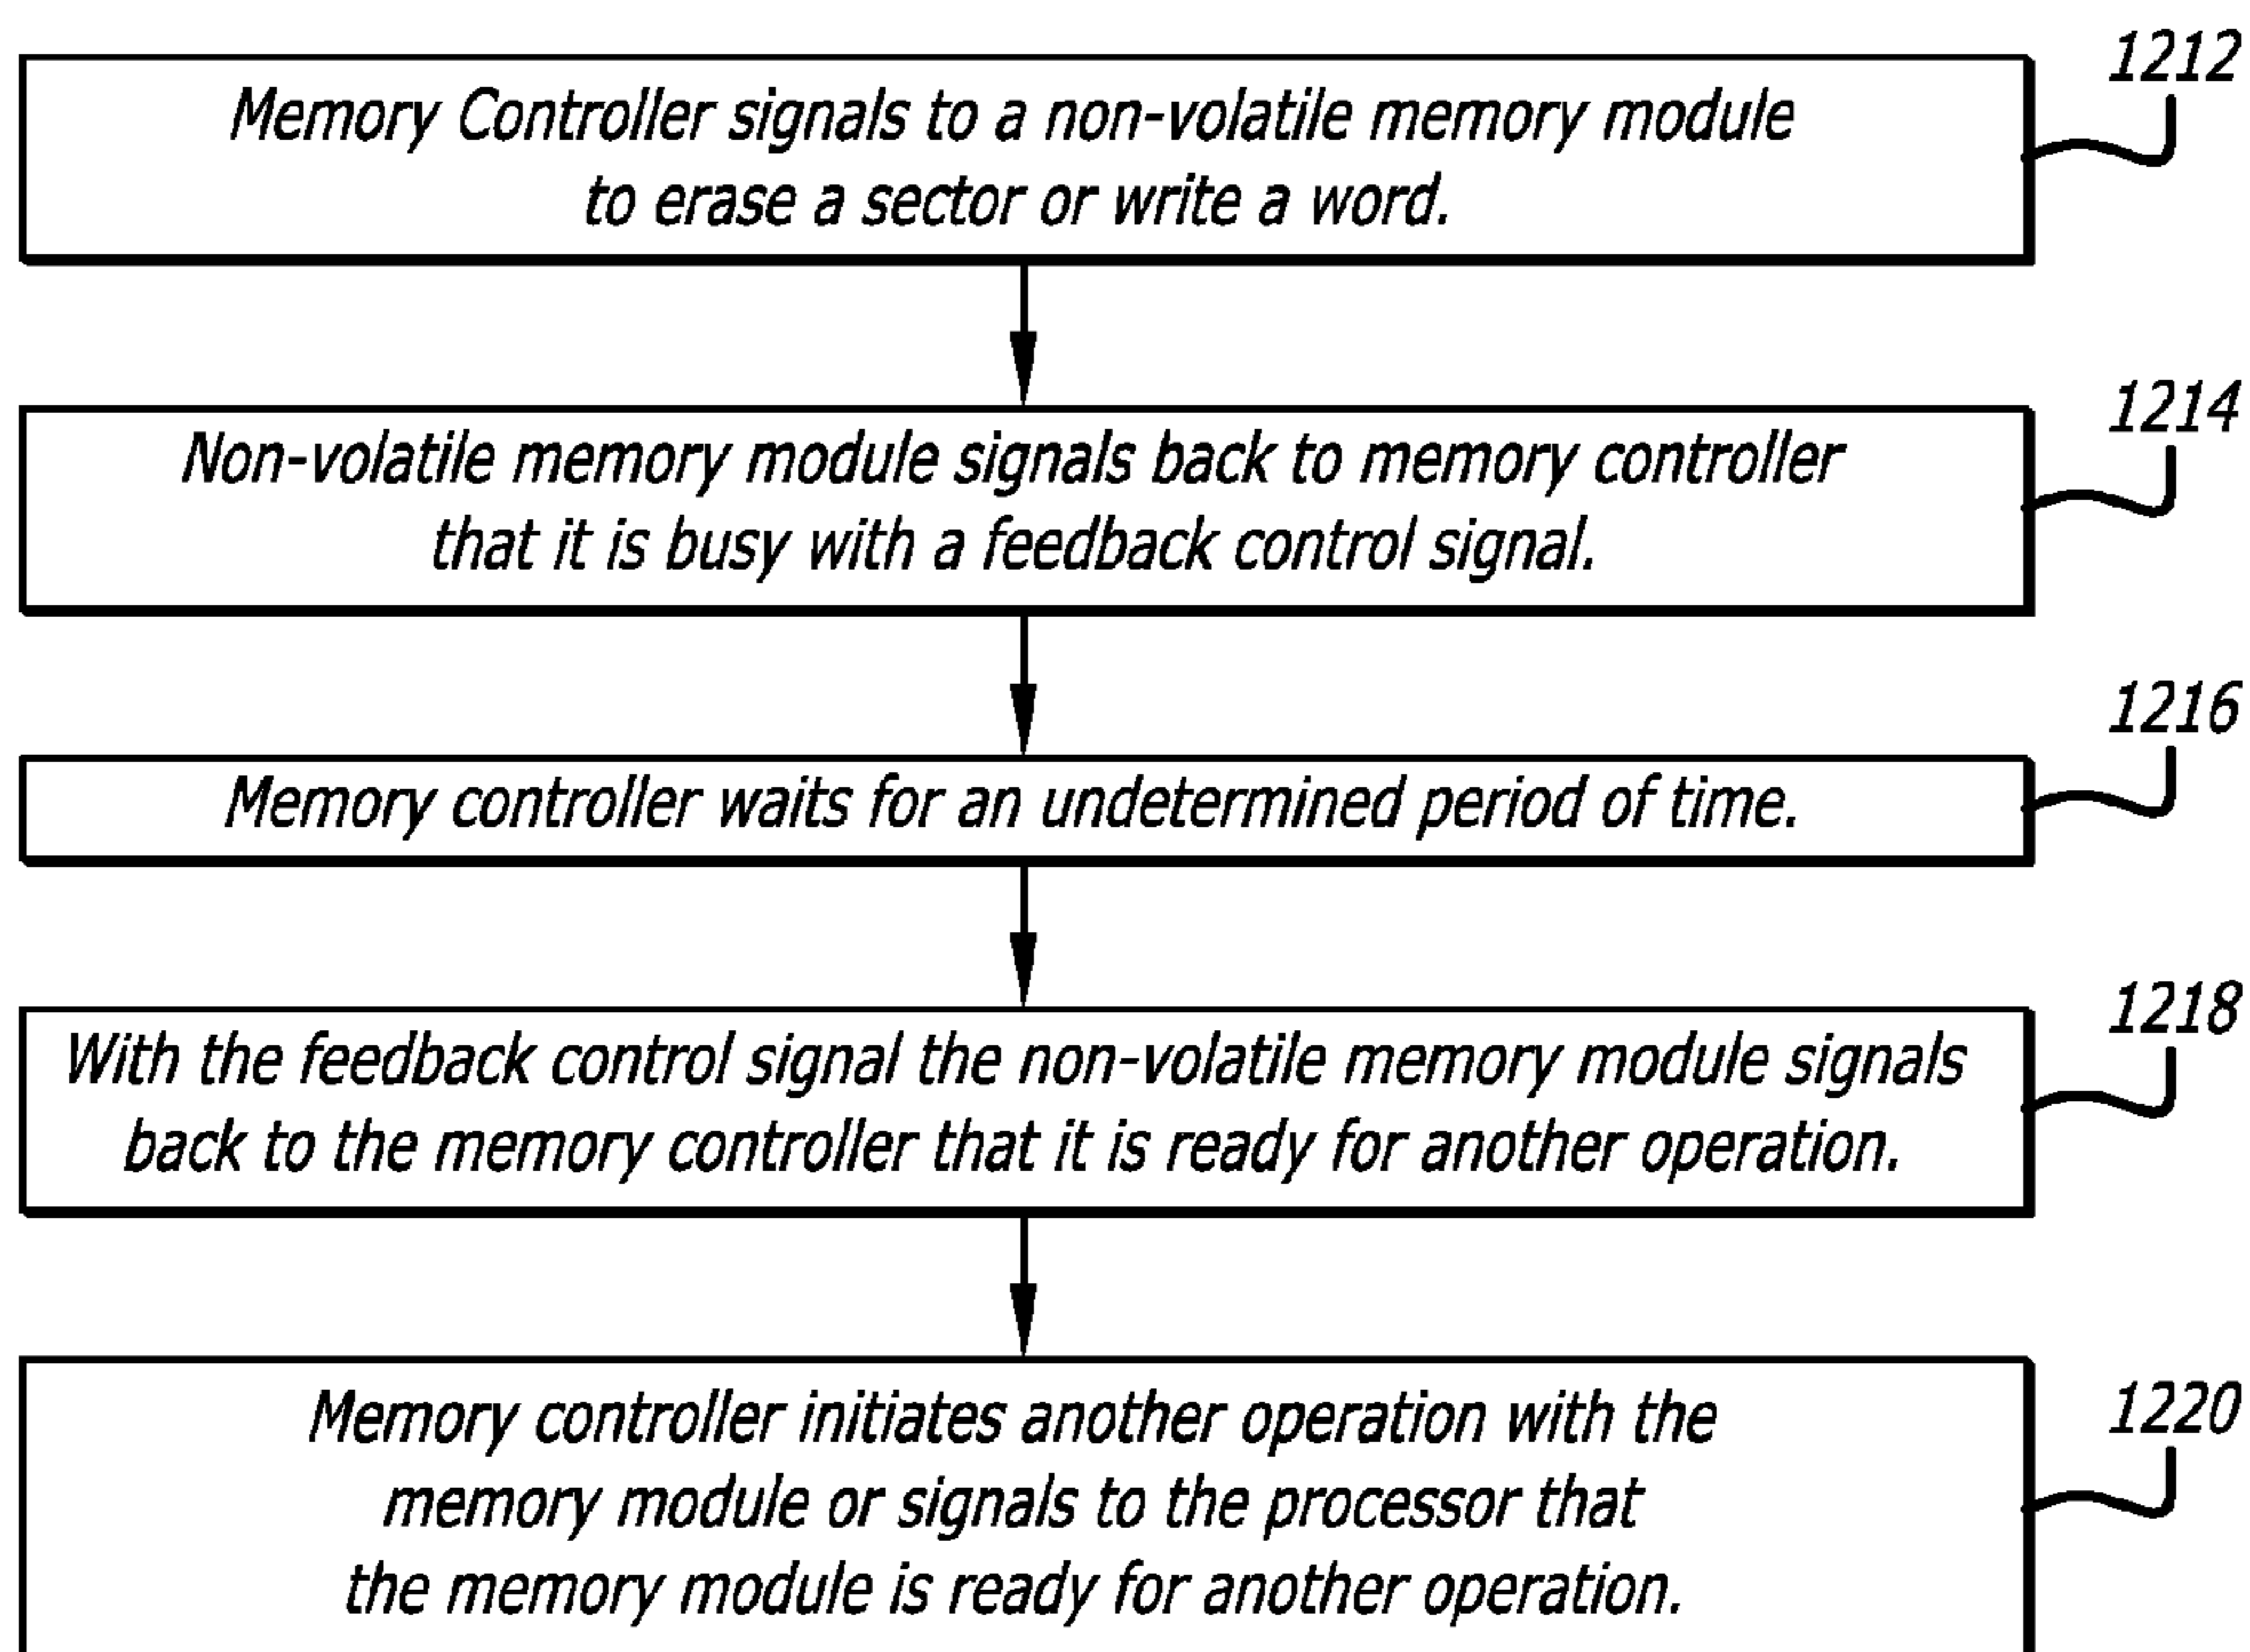 1212
Memory Controller signals to a non-volatile memory module
to erase a sector or write a word.
1214
Non-volatile memory module signals back to memory controller
that it is busy with a feedback control signal.
1216
Memory controller waits for an undetermined period of time.
1218
With the feedback control signal the non-volatile memory module signals
back to the memory controller that it is ready for another operation.
1220
Memory controller initiates another operation with the
memory module or signals to the processor that
the memory module is ready for another operation.